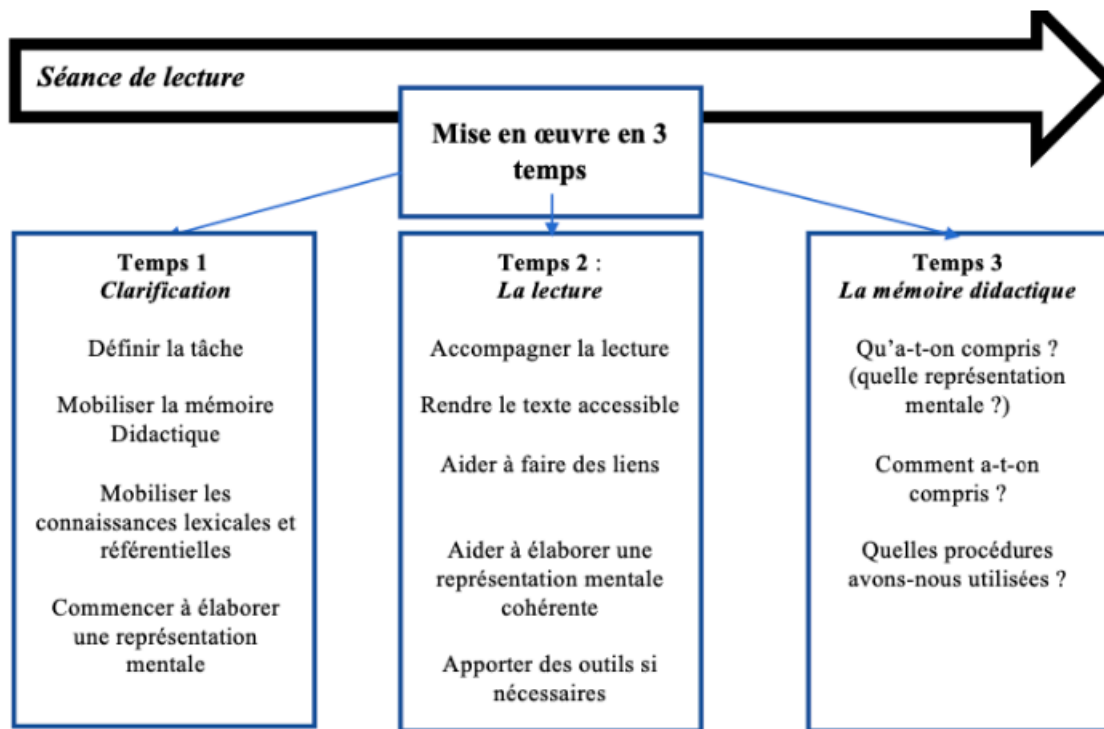 Séance de lecture
Mise en œuvre en 3
temps
Temps 1
Clarification
Définir la tâche
Mobiliser la mémoire
Didactique
Mobiliser les
connaissances lexicales et
référentielles
Commencer à élaborer
une représentation
mentale
Temps 2 :
La lecture
Accompagner la lecture
Rendre le texte accessible
Aider à faire des liens
Aider à élaborer une
représentation mentale
cohérente
Apporter des outils si
nécessaires
Temps 3
La mémoire didactique
Qu’a-t-on compris ?
(quelle représentation
mentale ?)
Comment a-t-on
compris ?
Quelles procédures
avons-nous utilisées ?